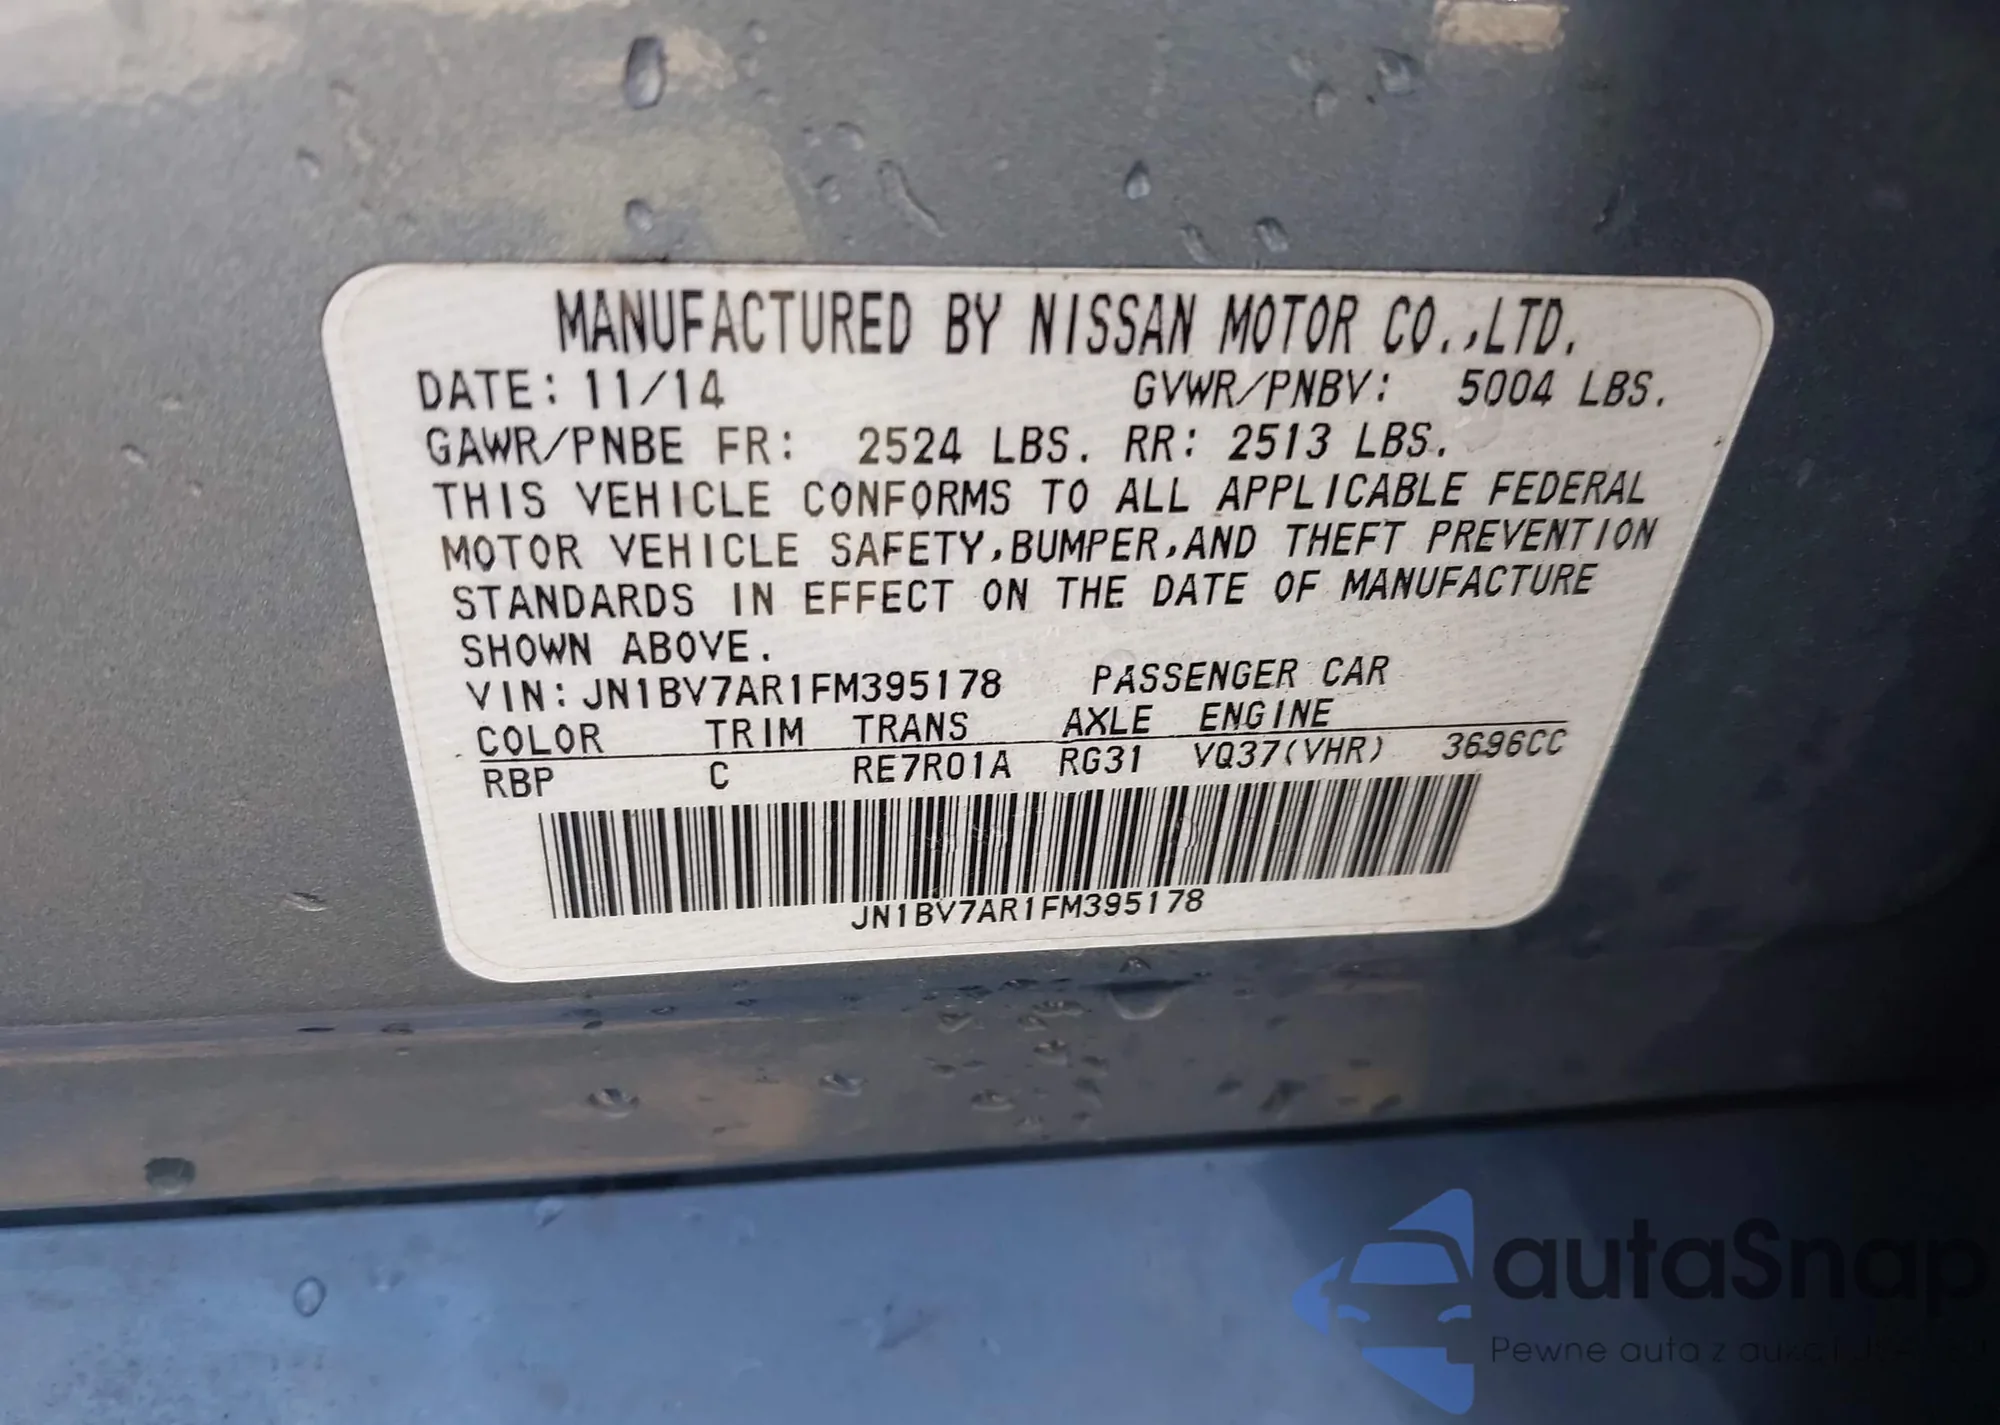 MANUFACTURED BY NISSAN MOTOR CO.,LTD.
DATE: 11/14 GVWR/PNBV: 5004 LBS.
GAWR/PNBE FR: 2524 LBS. RR: 2513 LBS.
THIS VEHICLE CONFORMS TO ALL APPLICABLE FEDERAL
MOTOR VEHICLE SAFETY,BUMPER,AND THEFT PREVENTION
STANDARDS IN EFFECT ON THE DATE OF MANUFACTURE
SHOWN ABOVE.
VIN: JN1BV7AR1FM395178 PASSENGER CAR
COLOR TRIM TRANS AXLE ENGINE
RBP C RE7R01A RG31 VQ37(VHR) 3696CC
JN1BV7AR1FM395178
autaSnap
Pewne auta z